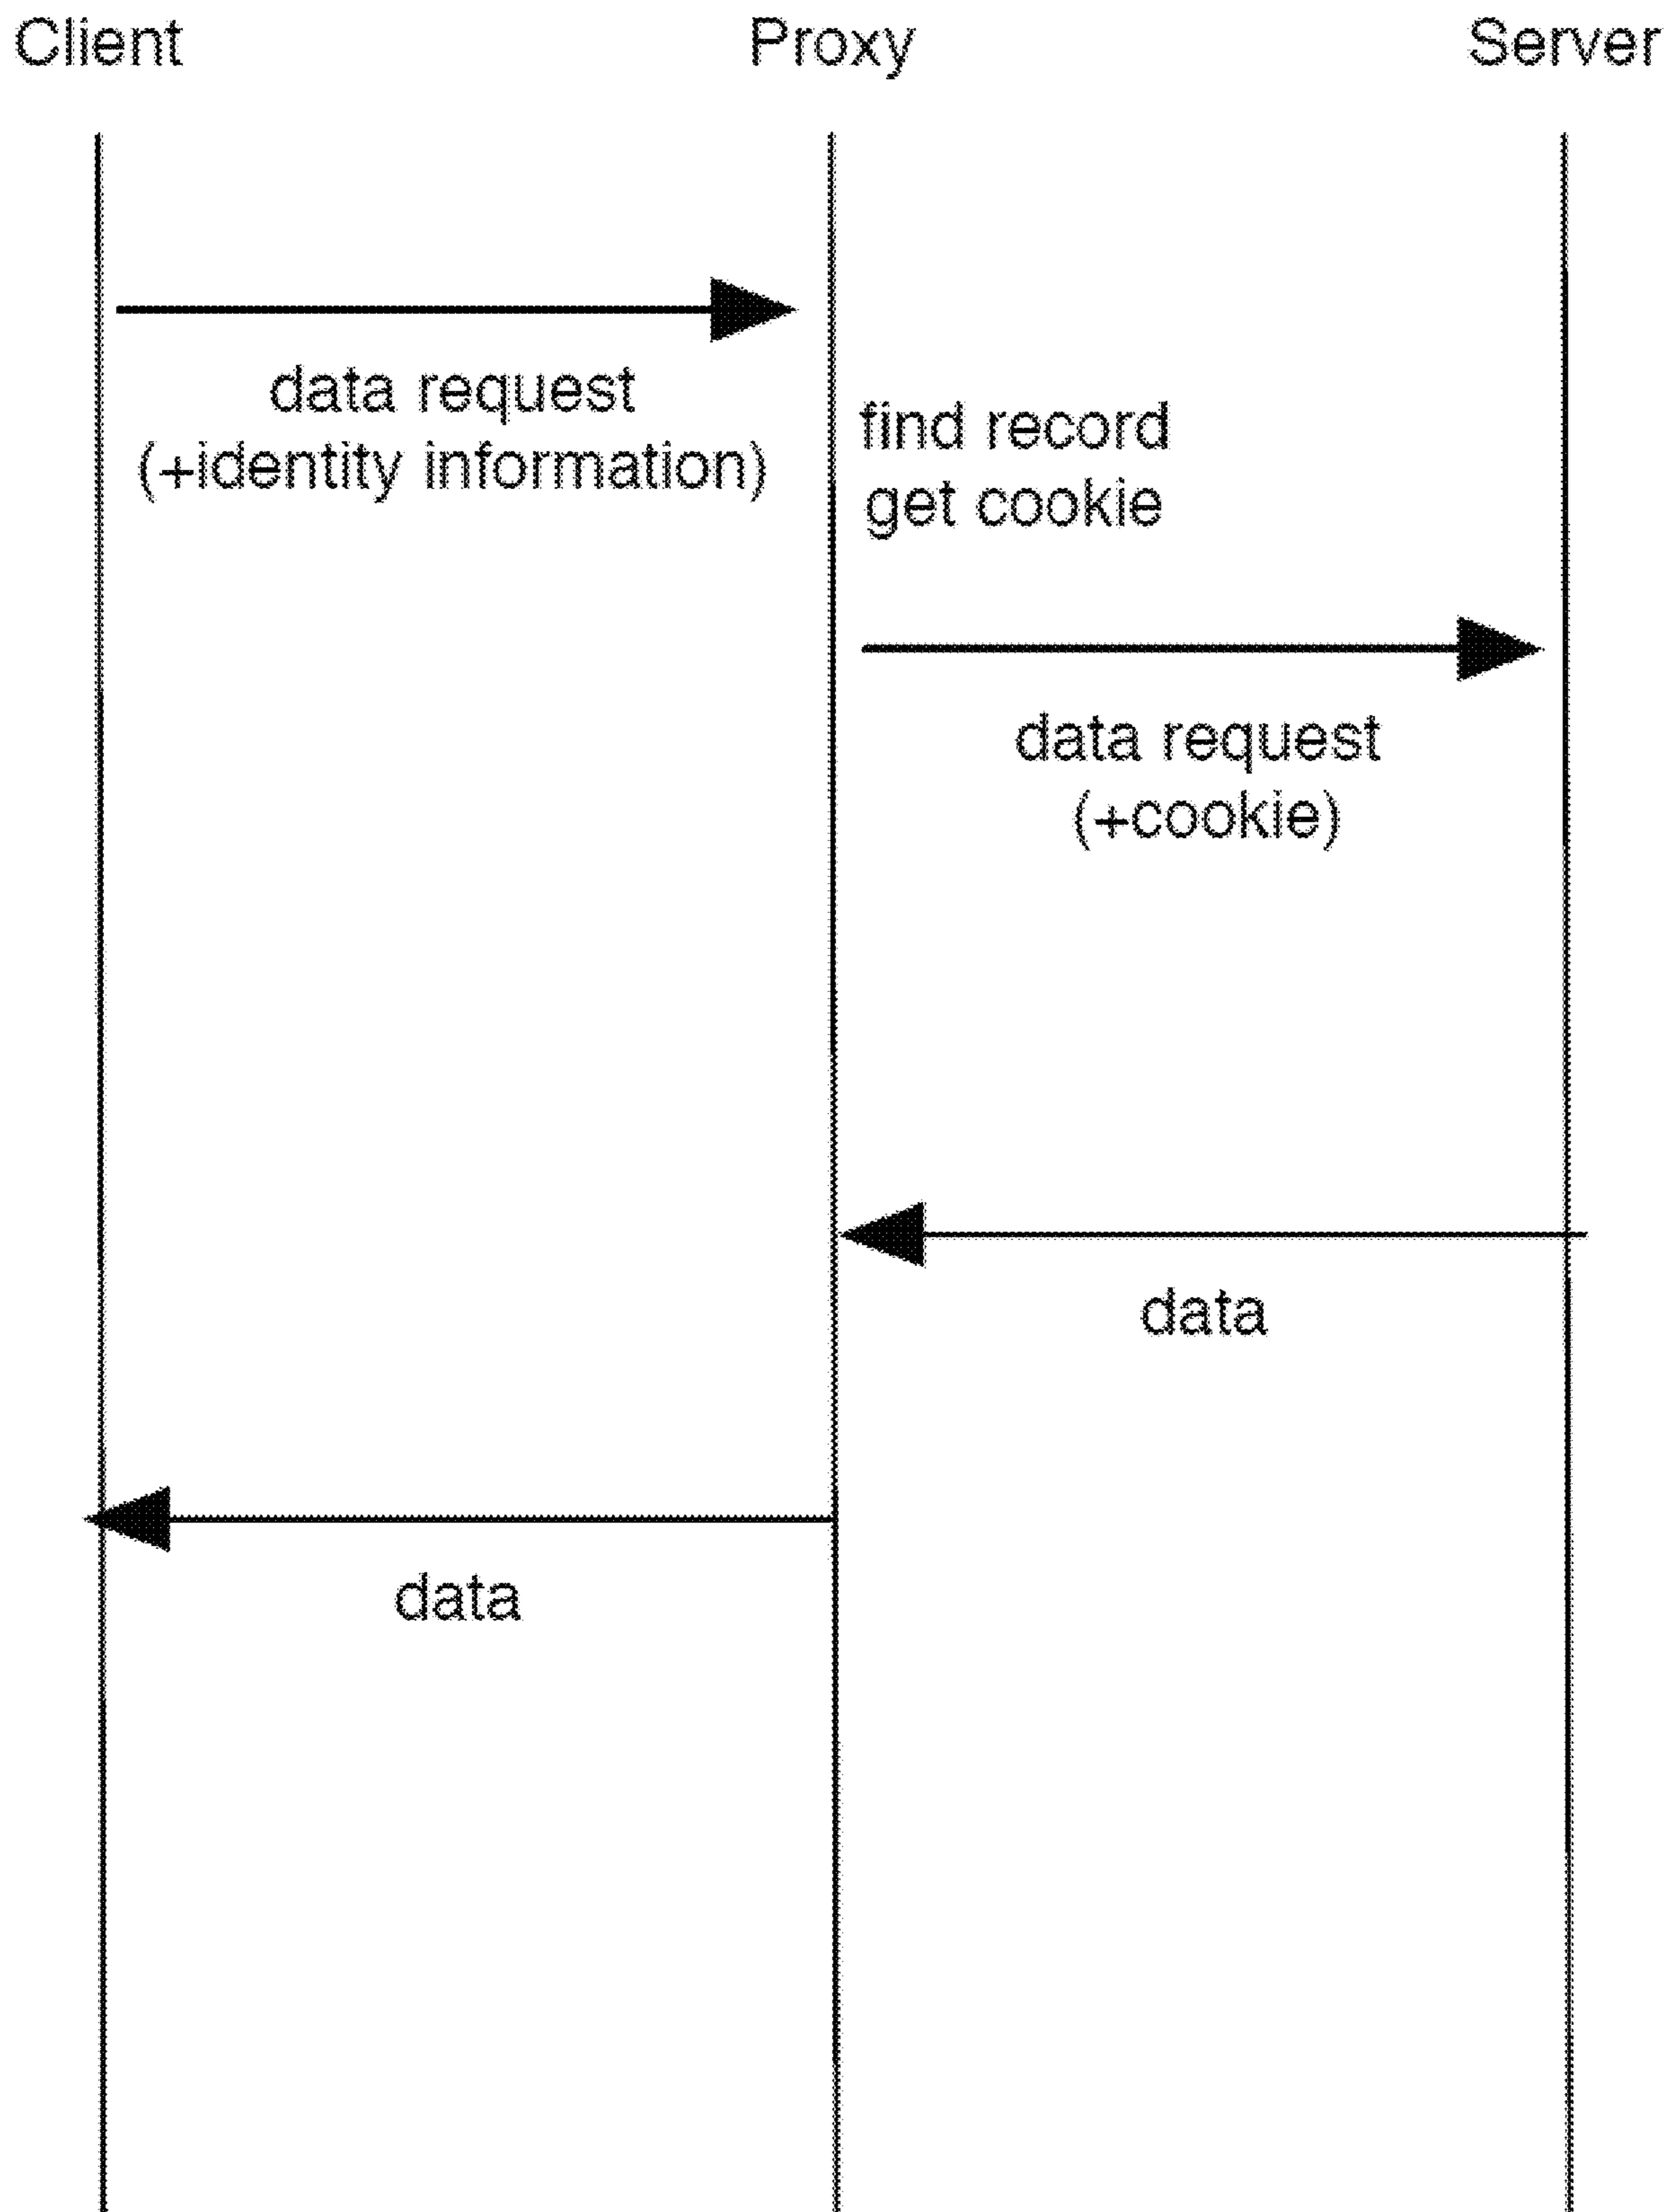 Client
Proxy
Server
data request
(+identity information)
find record
get cookie
data request
(+cookie)
data
data